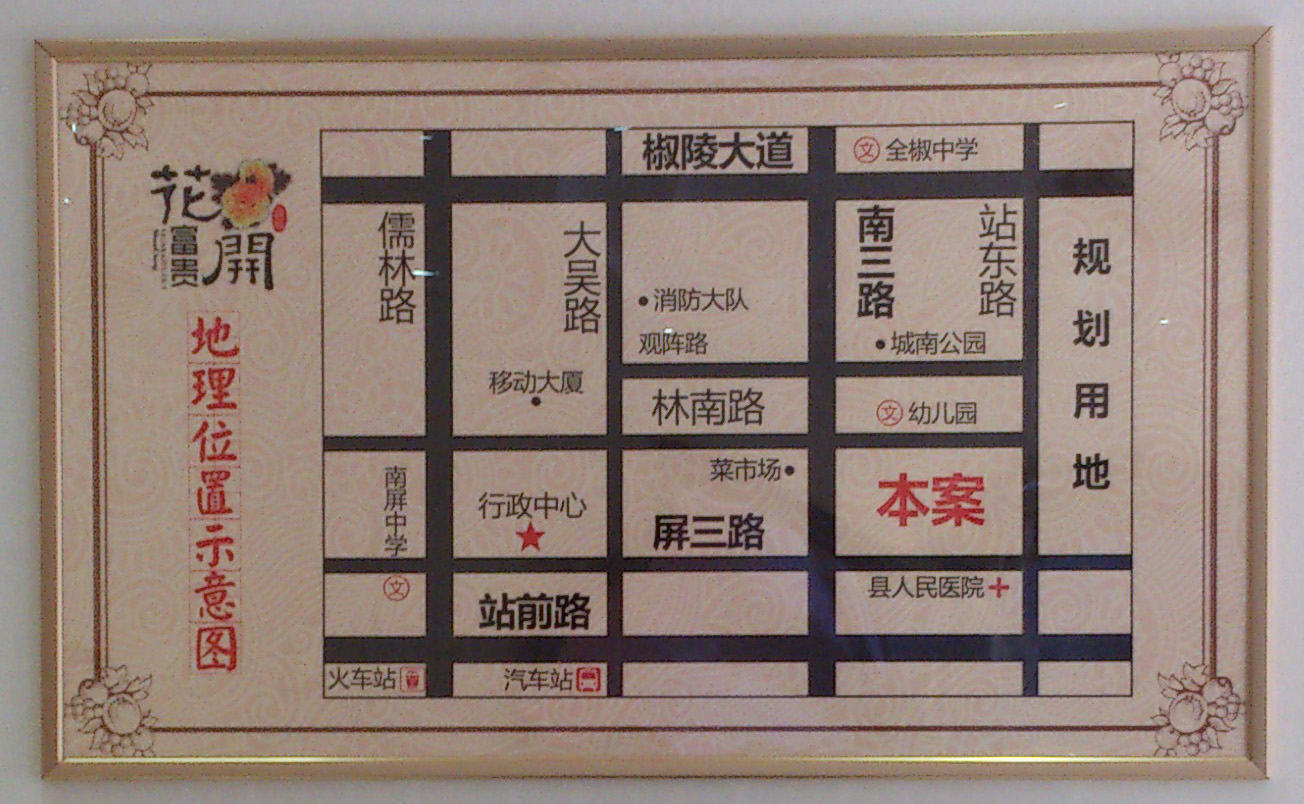 花開
富贵
地理位置示意图
椒陵大道
文 全椒中学
儒林路
大吴路
南三路
站东路
规划用地
消防大队
观阵路
城南公园
移动大厦
林南路
文 幼儿园
南屏中学
文
行政中心
菜市场
屏三路
本案
站前路
县人民医院
火车站
汽车站